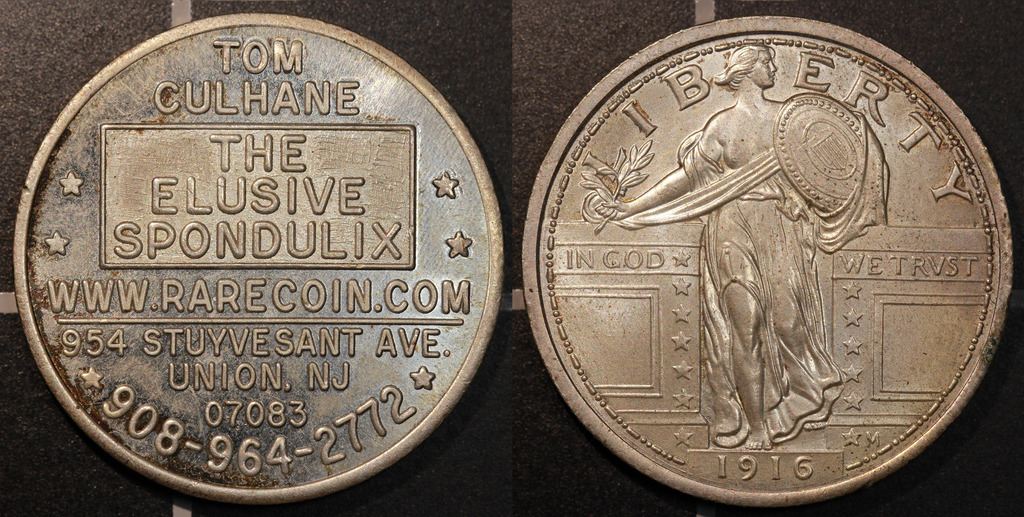 TOM
CULHANE
THE
ELUSIVE
SPONDULIX
WWW.RARECOIN.COM
954 STUYVESANT AVE.
UNION, NJ
07083
908-964-2772
LIBERTY
IN GOD WE TRVST
M
1916